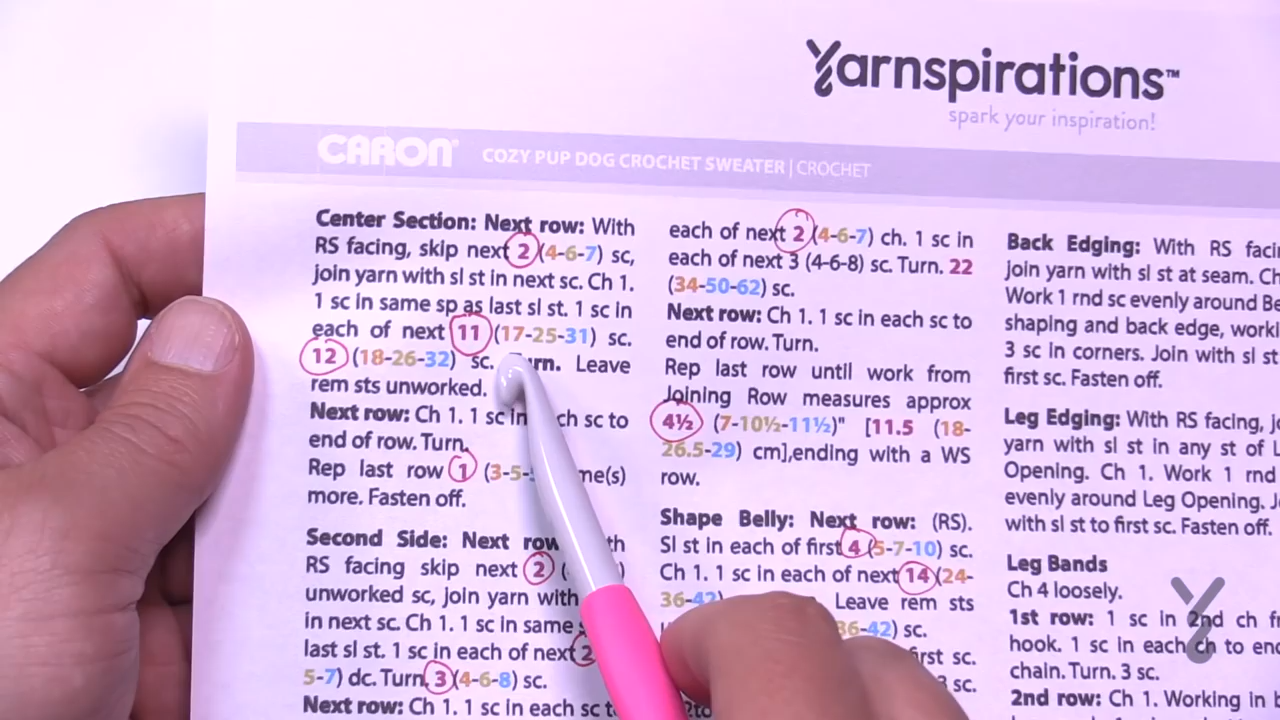 Yarnspirations™
spark your inspiration!
CARON® COZY PUP DOG CROCHET SWEATER | CROCHET
Center Section: Next row: With
RS facing, skip next 2 (4-6-7) sc,
join yarn with sl st in next sc. Ch 1.
1 sc in same sp as last sl st. 1 sc in
each of next 11 (17-25-31) sc.
12 (18-26-32) sc. Turn. Leave
rem sts unworked.
Next row: Ch 1. 1 sc in each sc to
end of row. Turn.
Rep last row 1 (3-5-
more. Fasten off.
Second Side: Next row
RS facing skip next 2
unworked sc, join yarn with
in next sc. Ch 1. 1 sc in same
last sl st. 1 sc in each of next 2
5-7) dc. Turn. 3 (4-6-8) sc.
Next row: Ch 1. 1 sc in each sc
each of next 2 (4-6-7) ch. 1 sc in
each of next 3 (4-6-8) sc. Turn. 22
(34-50-62) sc.
Next row: Ch 1. 1 sc in each sc to
end of row. Turn.
Rep last row until work from
Joining Row measures approx
4½ (7-10½-11½)" [11.5 (18-
26.5-29) cm],ending with a WS
row.
Shape Belly: Next row: (RS).
Sl st in each of first 4 (5-7-10) sc.
Ch 1. 1 sc in each of next 14 (24-
36-42) Leave rem sts
36-42) sc.
first sc.
3 sc.
Back Edging: With RS
join yarn with sl st at seam.
Work 1 rnd sc evenly around
shaping and back edge,
3 sc in corners. Join with sl st
first sc. Fasten off.
Leg Edging: With RS facing,
yarn with sl st in any st of
Opening. Ch 1. Work 1 rnd
evenly around Leg Opening.
with sl st to first sc. Fasten off.
Leg Bands
Ch 4 loosely.
1st row: 1 sc in 2nd ch
hook. 1 sc in each ch to
chain. Turn. 3 sc.
2nd row: Ch 1. Working in